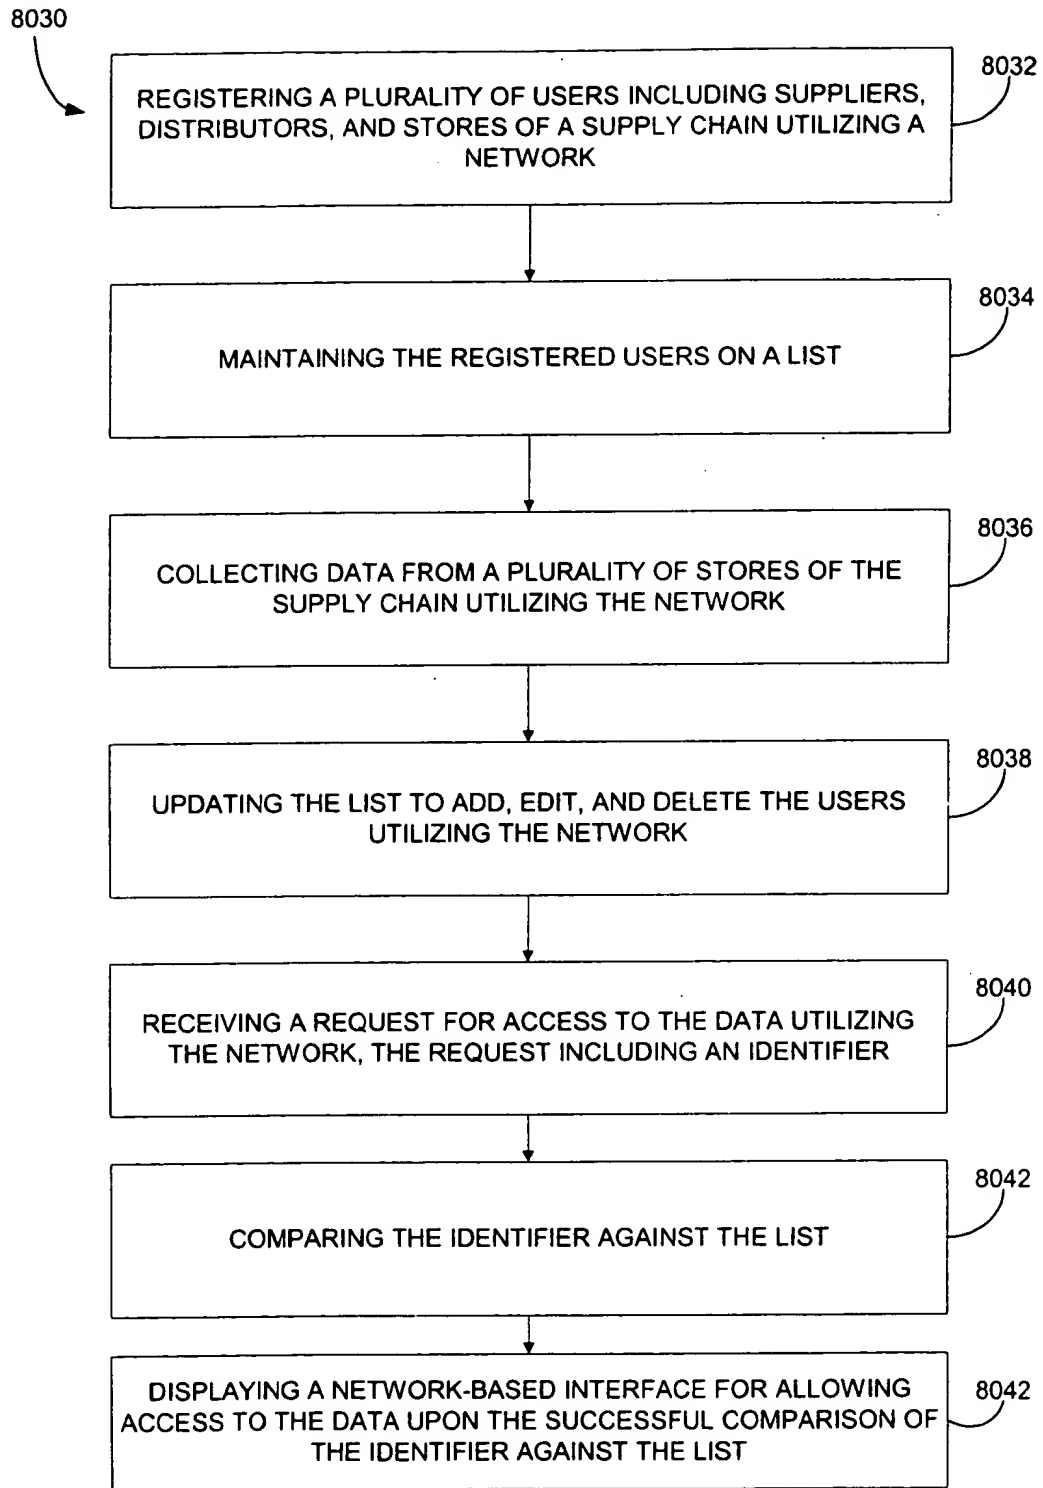 8030
8032
REGISTERING A PLURALITY OF USERS INCLUDING SUPPLIERS,
DISTRIBUTORS, AND STORES OF A SUPPLY CHAIN UTILIZING A
NETWORK
8034
MAINTAINING THE REGISTERED USERS ON A LIST
8036
COLLECTING DATA FROM A PLURALITY OF STORES OF THE
SUPPLY CHAIN UTILIZING THE NETWORK
8038
UPDATING THE LIST TO ADD, EDIT, AND DELETE THE USERS
UTILIZING THE NETWORK
8040
RECEIVING A REQUEST FOR ACCESS TO THE DATA UTILIZING
THE NETWORK, THE REQUEST INCLUDING AN IDENTIFIER
8042
COMPARING THE IDENTIFIER AGAINST THE LIST
8042
DISPLAYING A NETWORK-BASED INTERFACE FOR ALLOWING
ACCESS TO THE DATA UPON THE SUCCESSFUL COMPARISON OF
THE IDENTIFIER AGAINST THE LIST